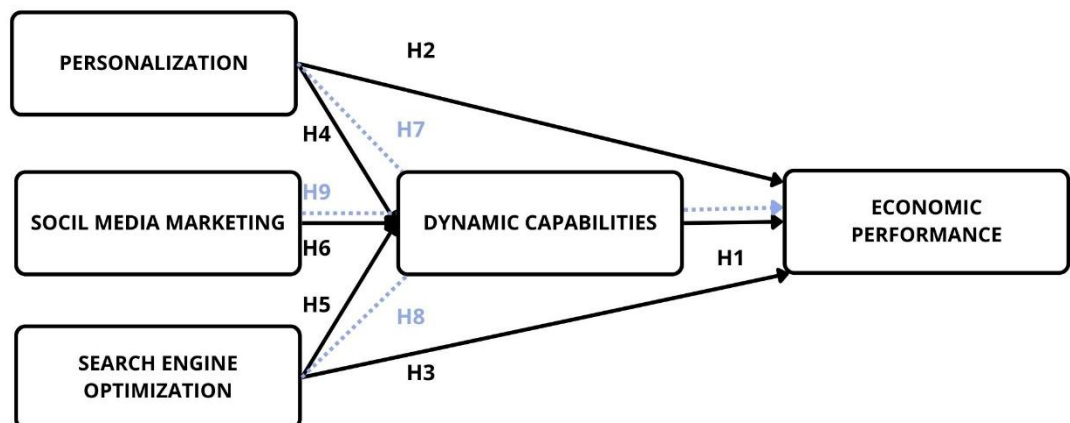 H2
PERSONALIZATION
H4
H7
H9
SOCIL MEDIA MARKETING
DYNAMIC CAPABILITIES
ECONOMIC
PERFORMANCE
H6
H1
H5
H8
SEARCH ENGINE
OPTIMIZATION
H3